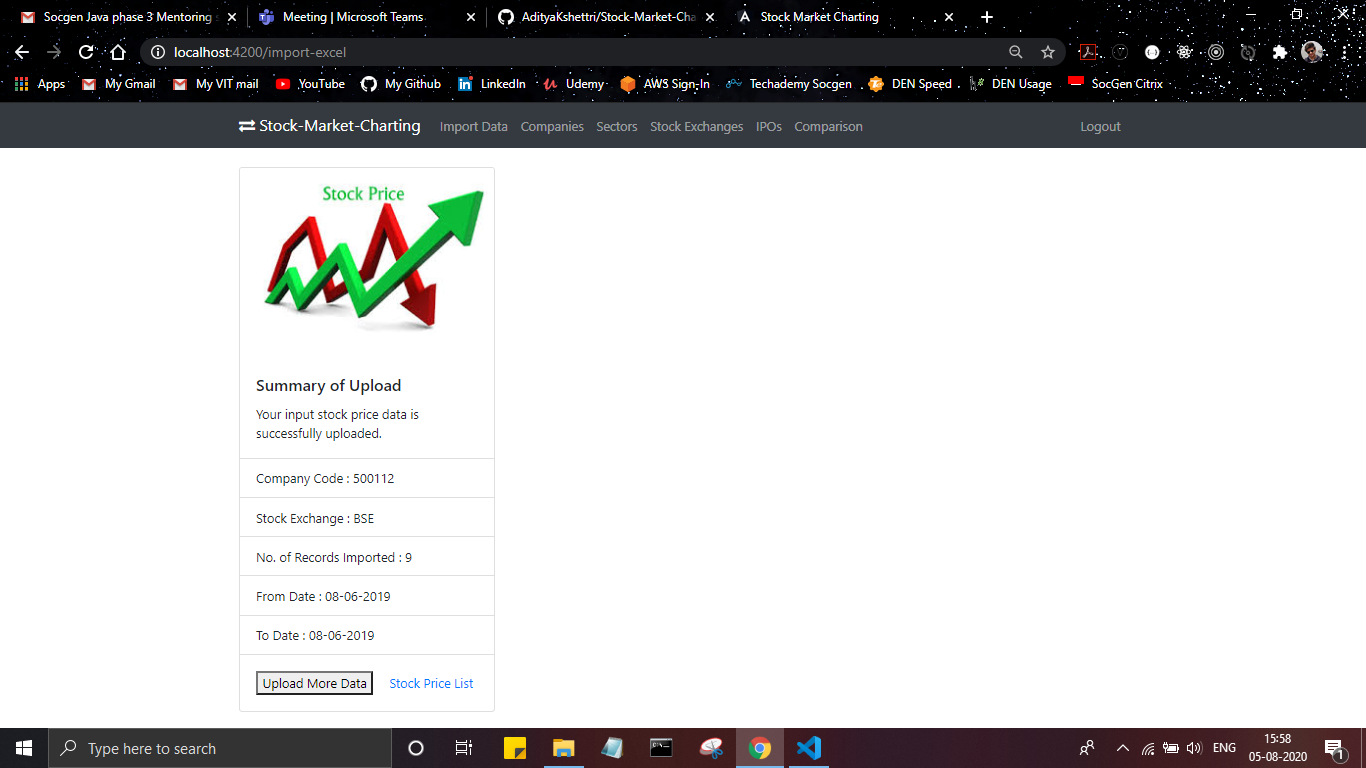 Socgen Java phase 3 Mentoring
Meeting | Microsoft Teams
AdityaKshettri/Stock-Market-Cha
Stock Market Charting
localhost:4200/import-excel
Apps
My Gmail
My VIT mail
YouTube
My Github
LinkedIn
Udemy
AWS Sign-In
Techademy Socgen
DEN Speed
DEN Usage
SocGen Citrix
Stock-Market-Charting
Import Data
Companies
Sectors
Stock Exchanges
IPOs
Comparison
Logout
Stock Price
Summary of Upload
Your input stock price data is
successfully uploaded.
Company Code : 500112
Stock Exchange : BSE
No. of Records Imported : 9
From Date : 08-06-2019
To Date : 08-06-2019
Upload More Data
Stock Price List
Type here to search
ENG
15:58
05-08-2020
1